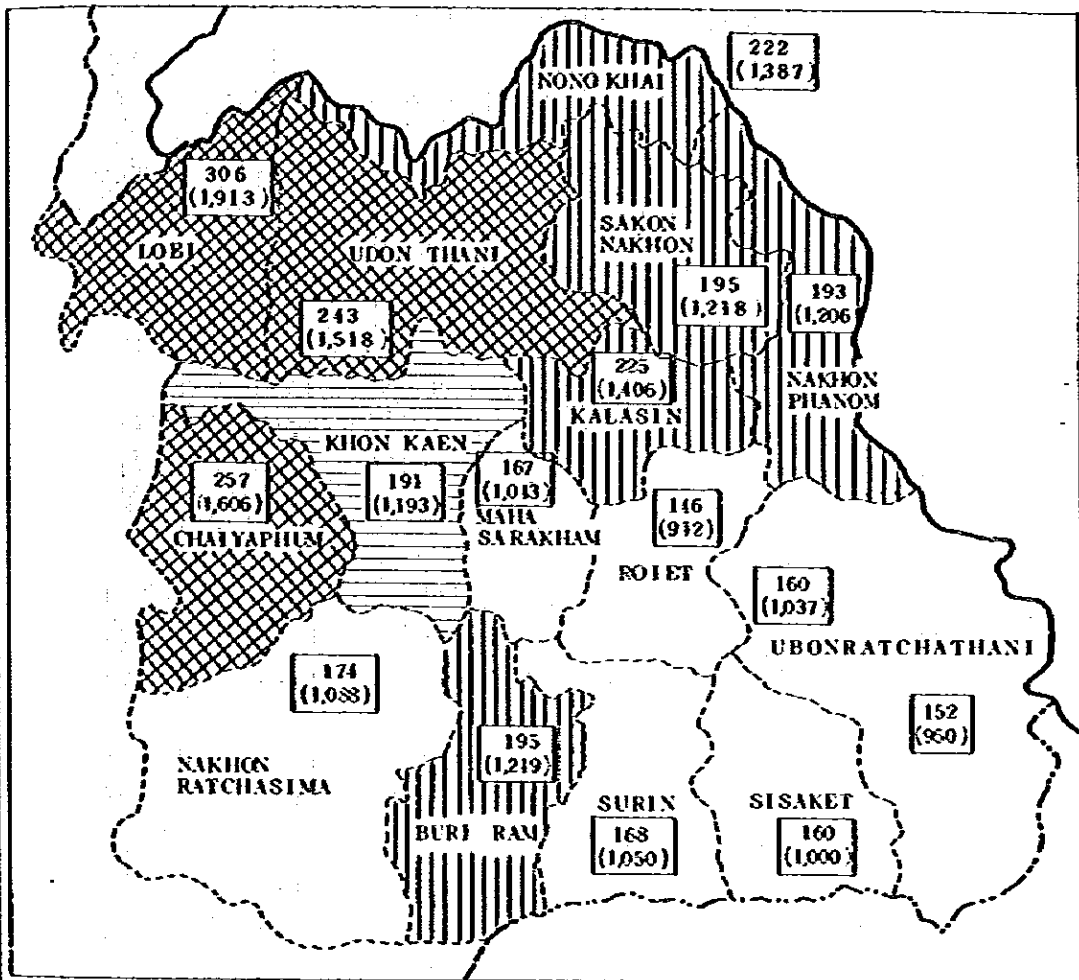 222
(1,387)
NONG KHAI
306
(1,913)
LOEI
UDON THANI
SAKON
NAKHON
195
(1,218)
193
(1,206
243
(1,518)
225
(1,406)
KALASIN
NAKHON
PHANOM
KHON KAEN
257
(1,606)
CHAIYAPHUM
191
(1,193)
167
(1,043)
MAHA
SARAKHAM
146
(912)
ROI ET
160
(1,037)
UBONRATCHATHANI
174
(1,088)
152
(950)
NAKHON
RATCHASIMA
195
(1,219)
BURI RAM
SURIN
168
(1,050)
SISAKET
160
(1,000)